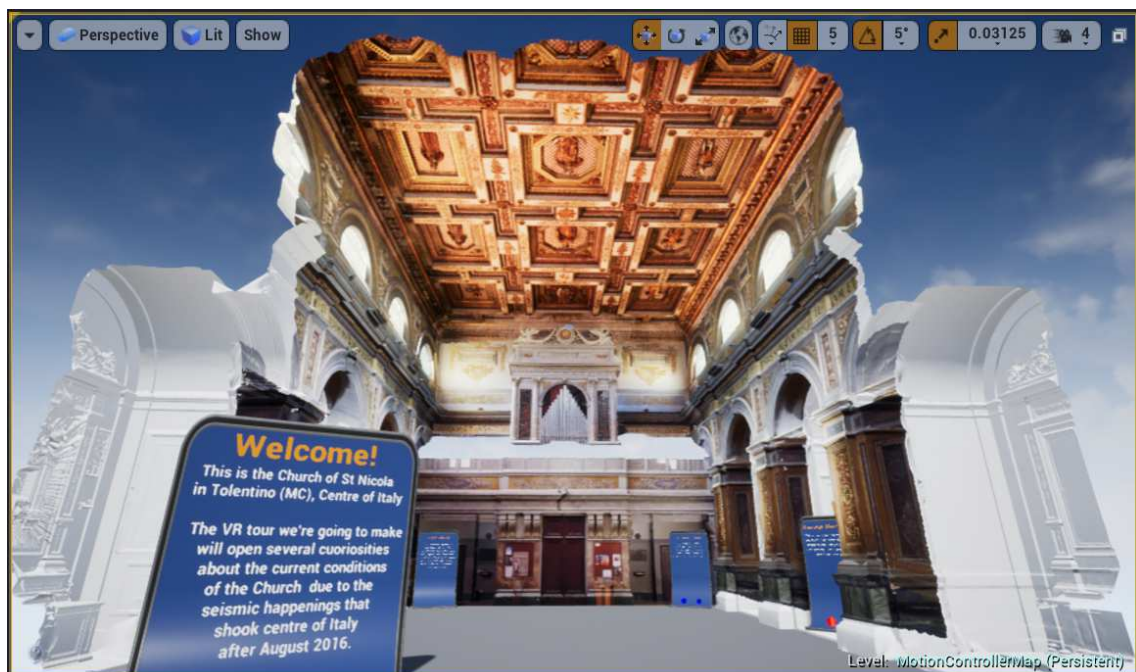 Perspective
Lit
Show
5
5°
0.03125
4
Welcome!
This is the Church of St Nicola
in Tolentino (MC), Centre of Italy
The VR tour we're going to make
will open several cuoriosities
about the current conditions
of the Church due to the
seismic happenings that
shook centre of Italy
after August 2016.
Level: MotionControllerMap (Persistent)